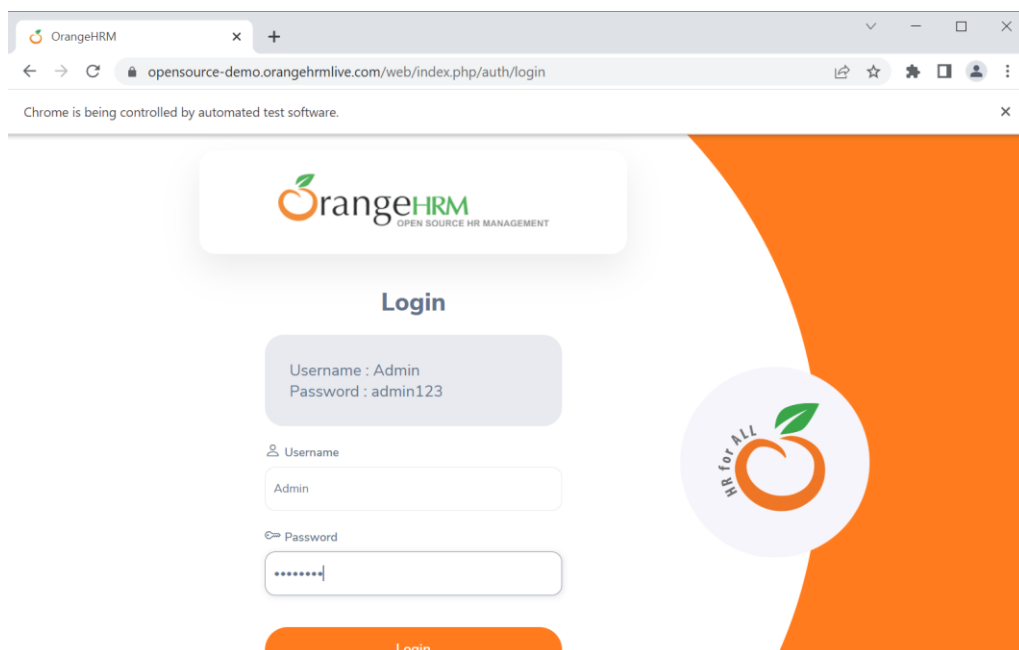 OrangeHRM
opensource-demo.orangehrmlive.com/web/index.php/auth/login
Chrome is being controlled by automated test software.
OrangeHRM
OPEN SOURCE HR MANAGEMENT
Login
Username : Admin
Password : admin123
Username
Admin
Password
Login
HR for ALL